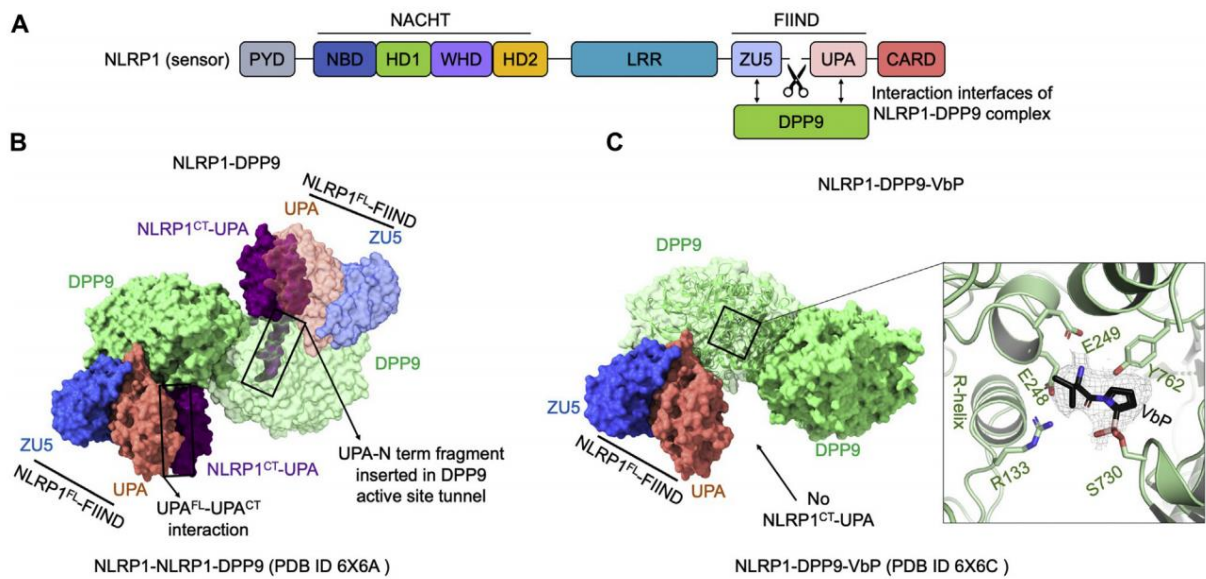 A
NACHT
FIIND
NLRP1 (sensor)
PYD
NBD
HD1
WHD
HD2
LRR
ZU5
UPA
CARD
DPP9
Interaction interfaces of
NLRP1-DPP9 complex
B
NLRP1-DPP9
NLRP1FL-FIIND
UPA
NLRP1CT-UPA
ZU5
DPP9
DPP9
ZU5
UPA
NLRP1CT-UPA
NLRP1FL-FIIND
UPAFL-UPACT
interaction
UPA-N term fragment
inserted in DPP9
active site tunnel
NLRP1-NLRP1-DPP9 (PDB ID 6X6A )
C
NLRP1-DPP9-VbP
DPP9
ZU5
NLRP1FL-FIIND
UPA
DPP9
No
NLRP1CT-UPA
E249
Y762
E248
R-helix
VbP
R133
S730
NLRP1-DPP9-VbP (PDB ID 6X6C )